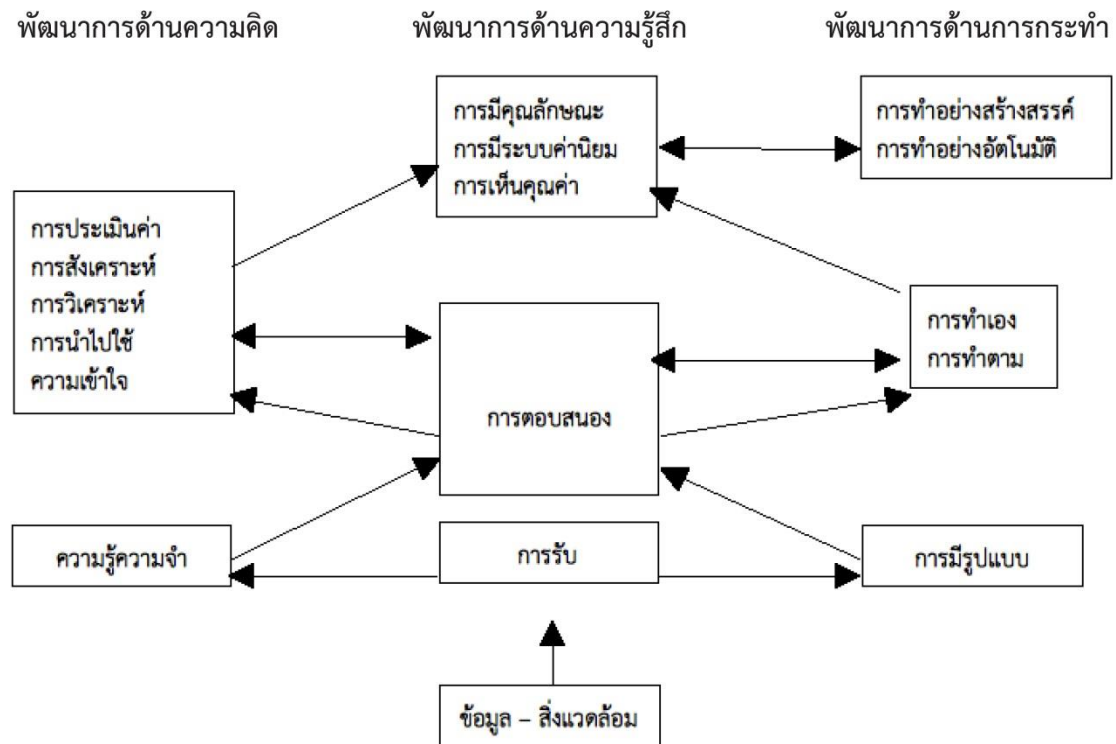 พัฒนาการด้านความคิด
พัฒนาการด้านความรู้สึก
พัฒนาการด้านการกระทำ
การมีคุณลักษณะ
การมีระบบค่านิยม
การเห็นคุณค่า
การทำอย่างสร้างสรรค์
การทำอย่างอัตโนมัติ
การประเมินค่า
การสังเคราะห์
การวิเคราะห์
การนำไปใช้
ความเข้าใจ
การตอบสนอง
การทำเอง
การทำตาม
ความรู้ความจำ
การรับ
การมีรูปแบบ
ข้อมูล – สิ่งแวดล้อม